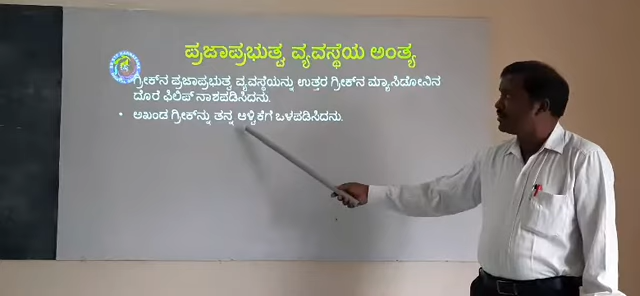 ಪ್ರಜಾಪ್ರಭುತ್ವ ವ್ಯವಸ್ಥೆಯ ಅಂತ್ಯ
ಗ್ರೀಕ್‌ನ ಪ್ರಜಾಪ್ರಭುತ್ವ ವ್ಯವಸ್ಥೆಯನ್ನು ಉತ್ತರ ಗ್ರೀಕ್‌ನ ಮ್ಯಾಸಿಡೋನಿನ
ದೊರೆ ಫಿಲಿಪ್ ನಾಶಪಡಿಸಿದನು.
• ಅಖಂಡ ಗ್ರೀಕ್‌ನ್ನು ತನ್ನ ಆಳ್ವಿಕೆಗೆ ಒಳಪಡಿಸಿದನು.